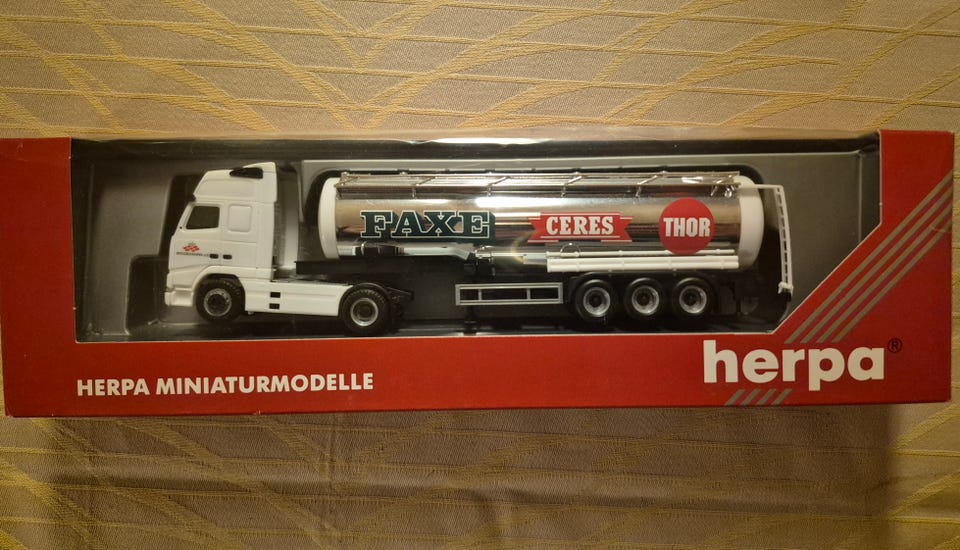 FAXE
CERES
THOR
HERPA MINIATURMODELLE
herpa®